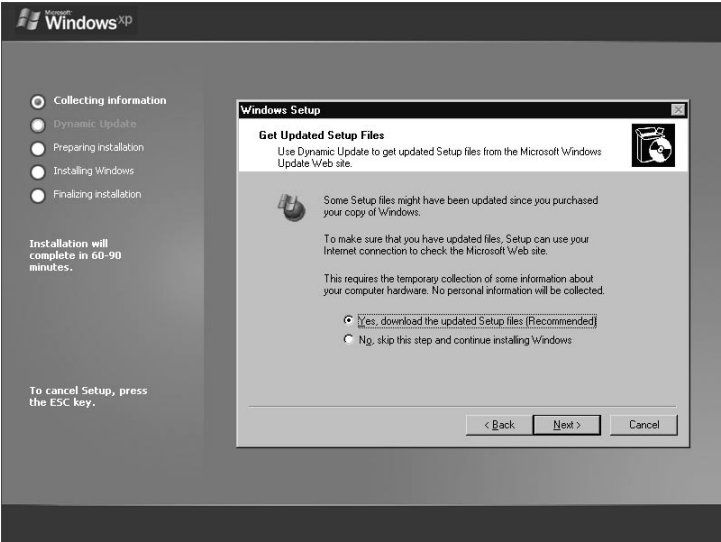 Microsoft
Windows xp
Collecting information
Dynamic Update
Preparing installation
Installing Windows
Finalizing installation
Installation will
complete in 60-90
minutes.
To cancel Setup, press
the ESC key.
Windows Setup
Get Updated Setup Files
Use Dynamic Update to get updated Setup files from the Microsoft Windows
Update Web site.
Some Setup files might have been updated since you purchased
your copy of Windows.
To make sure that you have updated files, Setup can use your
Internet connection to check the Microsoft Web site.
This requires the temporary collection of some information about
your computer hardware. No personal information will be collected.
Yes, download the updated Setup files (Recommended)
No, skip this step and continue installing Windows
< Back
Next >
Cancel